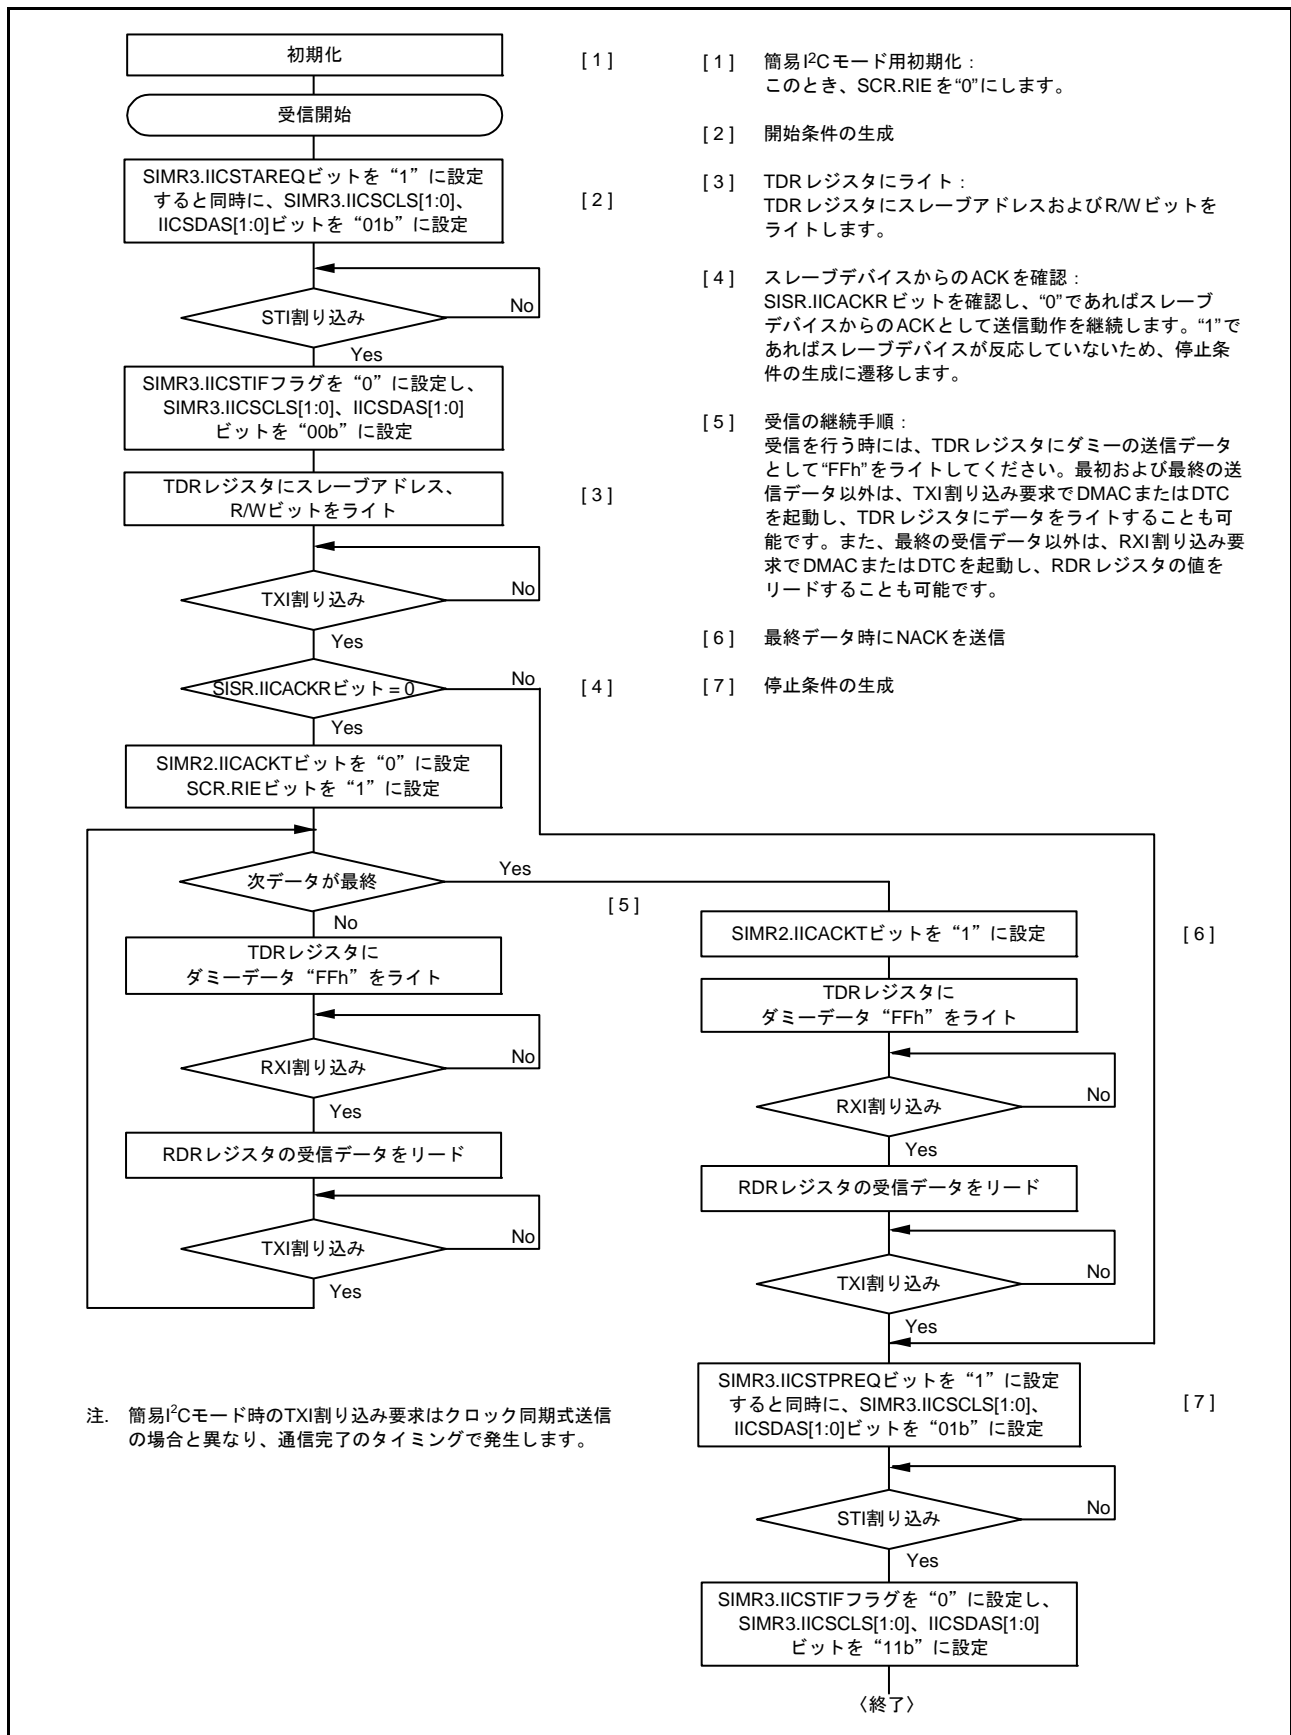 初期化
[ 1 ]
受信開始
SIMR3.IICSTAREQビットを“1”に設定
すると同時に、SIMR3.IICSCLS[1:0]、
IICSDAS[1:0]ビットを“01b”に設定
[ 2 ]
STI割り込み
No
Yes
SIMR3.IICSTIFフラグを“0”に設定し、
SIMR3.IICSCLS[1:0]、IICSDAS[1:0]
ビットを“00b”に設定
TDRレジスタにスレーブアドレス、
R/Wビットをライト
[ 3 ]
TXI割り込み
No
Yes
SISR.IICACKRビット = 0
No
[ 4 ]
Yes
SIMR2.IICACKTビットを“0”に設定
SCR.RIEビットを“1”に設定
次データが最終
Yes
[ 5 ]
No
TDRレジスタに
ダミーデータ“FFh”をライト
RXI割り込み
No
Yes
RDRレジスタの受信データをリード
TXI割り込み
No
Yes
SIMR2.IICACKTビットを“1”に設定
[ 6 ]
TDRレジスタに
ダミーデータ“FFh”をライト
RXI割り込み
No
Yes
RDRレジスタの受信データをリード
TXI割り込み
No
Yes
SIMR3.IICSTPREQビットを“1”に設定
すると同時に、SIMR3.IICSCLS[1:0]、
IICSDAS[1:0]ビットを“01b”に設定
[ 7 ]
STI割り込み
No
Yes
SIMR3.IICSTIFフラグを“0”に設定し、
SIMR3.IICSCLS[1:0]、IICSDAS[1:0]
ビットを“11b”に設定
〈終了〉
[ 1 ] 簡易I²Cモード用初期化：
このとき、SCR.RIEを“0”にします。
[ 2 ] 開始条件の生成
[ 3 ] TDRレジスタにライト：
TDRレジスタにスレーブアドレスおよびR/Wビットを
ライトします。
[ 4 ] スレーブデバイスからのACKを確認：
SISR.IICACKRビットを確認し、“0”であればスレーブ
デバイスからのACKとして送信動作を継続します。“1”で
あればスレーブデバイスが反応していないため、停止条
件の生成に遷移します。
[ 5 ] 受信の継続手順：
受信を行う時には、TDRレジスタにダミーの送信データ
として“FFh”をライトしてください。最初および最終の送
信データ以外は、TXI割り込み要求でDMACまたはDTC
を起動し、TDRレジスタにデータをライトすることも可
能です。また、最終の受信データ以外は、RXI割り込み要
求でDMACまたはDTCを起動し、RDRレジスタの値を
リードすることも可能です。
[ 6 ] 最終データ時にNACKを送信
[ 7 ] 停止条件の生成
注. 簡易I²Cモード時のTXI割り込み要求はクロック同期式送信
の場合と異なり、通信完了のタイミングで発生します。